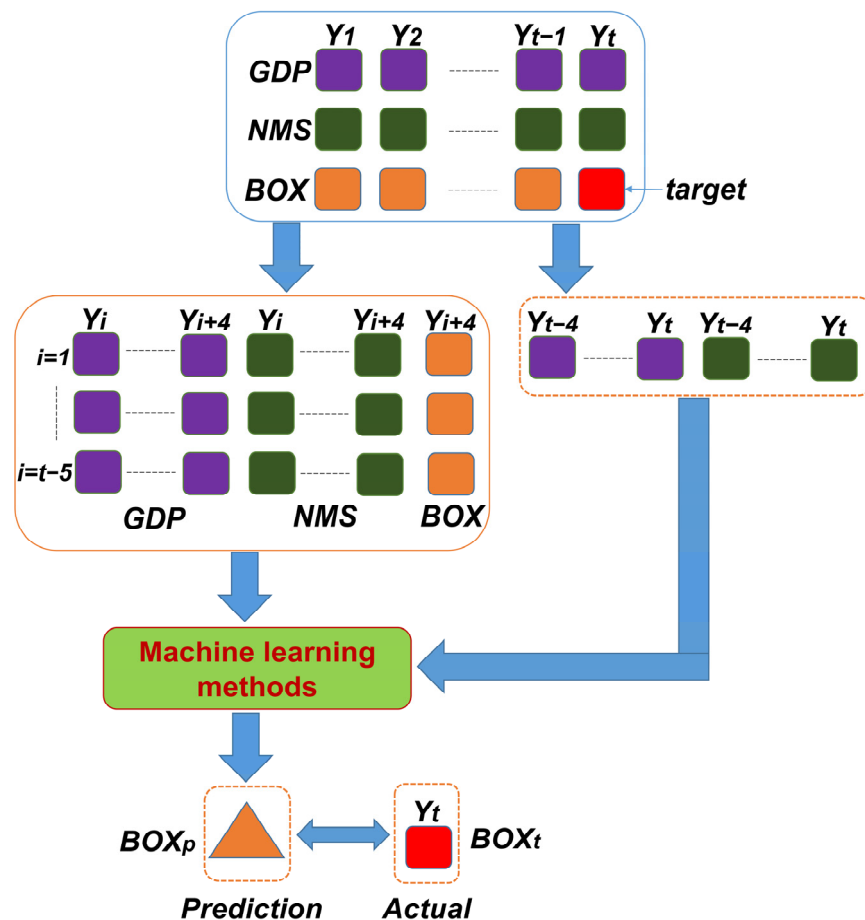 Y1 Y2 Yt−1 Yt
GDP
NMS
BOX target
Yi Yi+4 Yi Yi+4 Yi+4
Yt−4 Yt Yt−4 Yt
i=1
i=t−5
GDP NMS BOX
Machine learning
methods
Yt
BOXp BOXt
Prediction Actual